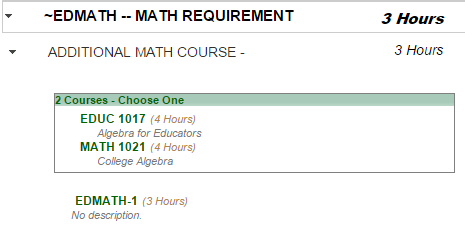 ~EDMATH -- MATH REQUIREMENT 3 Hours
ADDITIONAL MATH COURSE - 3 Hours
2 Courses - Choose One
EDUC 1017 (4 Hours)
Algebra for Educators
MATH 1021 (4 Hours)
College Algebra
EDMATH-1 (3 Hours)
No description.